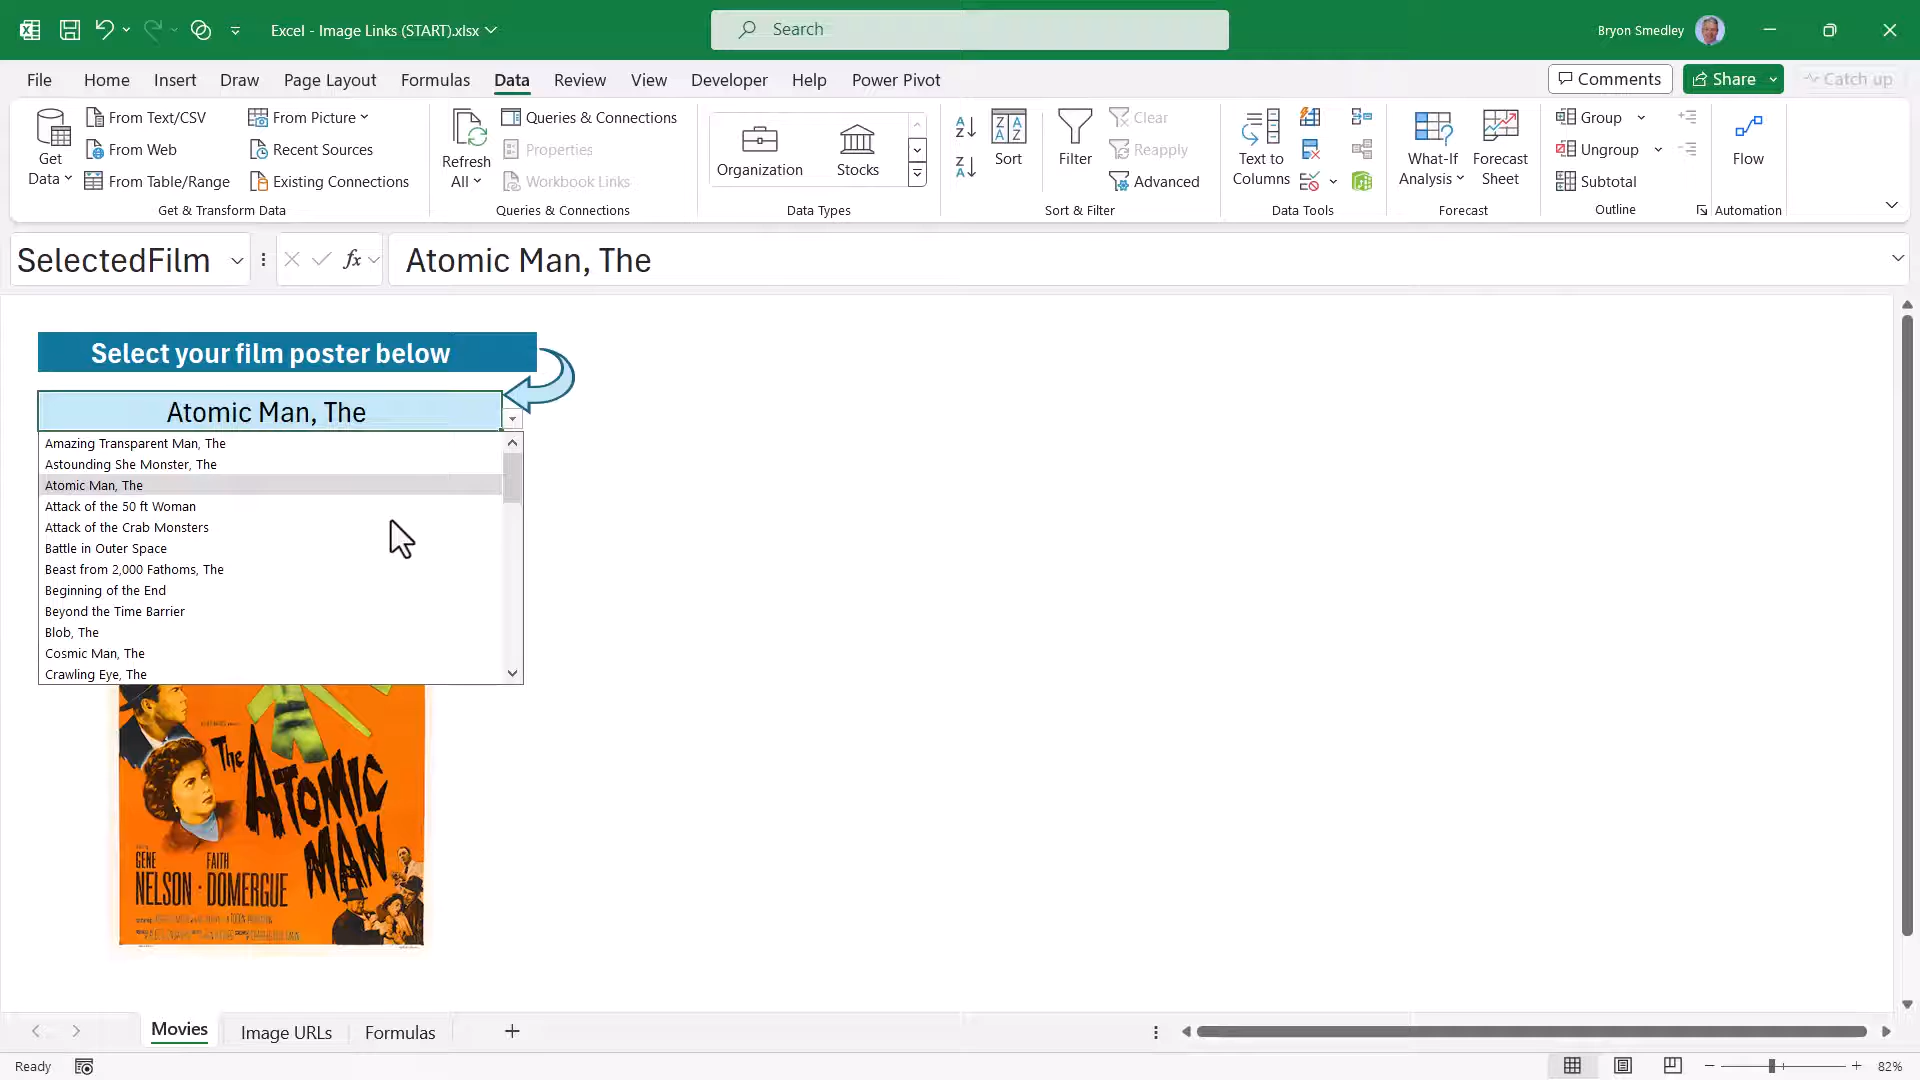 Excel - Image Links (START).xlsx
Search
Bryon Smedley
File Home Insert Draw Page Layout Formulas Data Review View Developer Help Power Pivot
Comments Share Catch up
Get Data
From Text/CSV
From Web
From Table/Range
From Picture
Recent Sources
Existing Connections
Get & Transform Data
Refresh All
Queries & Connections
Properties
Workbook Links
Queries & Connections
Organization
Stocks
Data Types
Sort
Filter
Clear
Reapply
Advanced
Sort & Filter
Text to Columns
Data Tools
What-If Analysis
Forecast Sheet
Forecast
Group
Ungroup
Subtotal
Outline
Flow
Automation
SelectedFilm
fx
Atomic Man, The
Select your film poster below
Atomic Man, The
Amazing Transparent Man, The
Astounding She Monster, The
Atomic Man, The
Attack of the 50 ft Woman
Attack of the Crab Monsters
Battle in Outer Space
Beast from 2,000 Fathoms, The
Beginning of the End
Beyond the Time Barrier
Blob, The
Cosmic Man, The
Crawling Eye, The
The
ATOMIC
MAN
GENE FAITH
NELSON · DOMERGUE
Movies Image URLs Formulas
Ready
82%